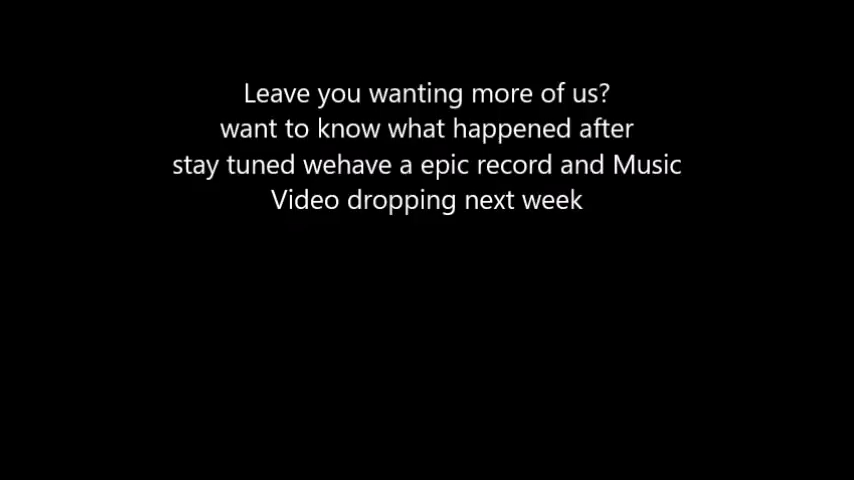 Leave you wanting more of us?
want to know what happened after
stay tuned wehave a epic record and Music
Video dropping next week